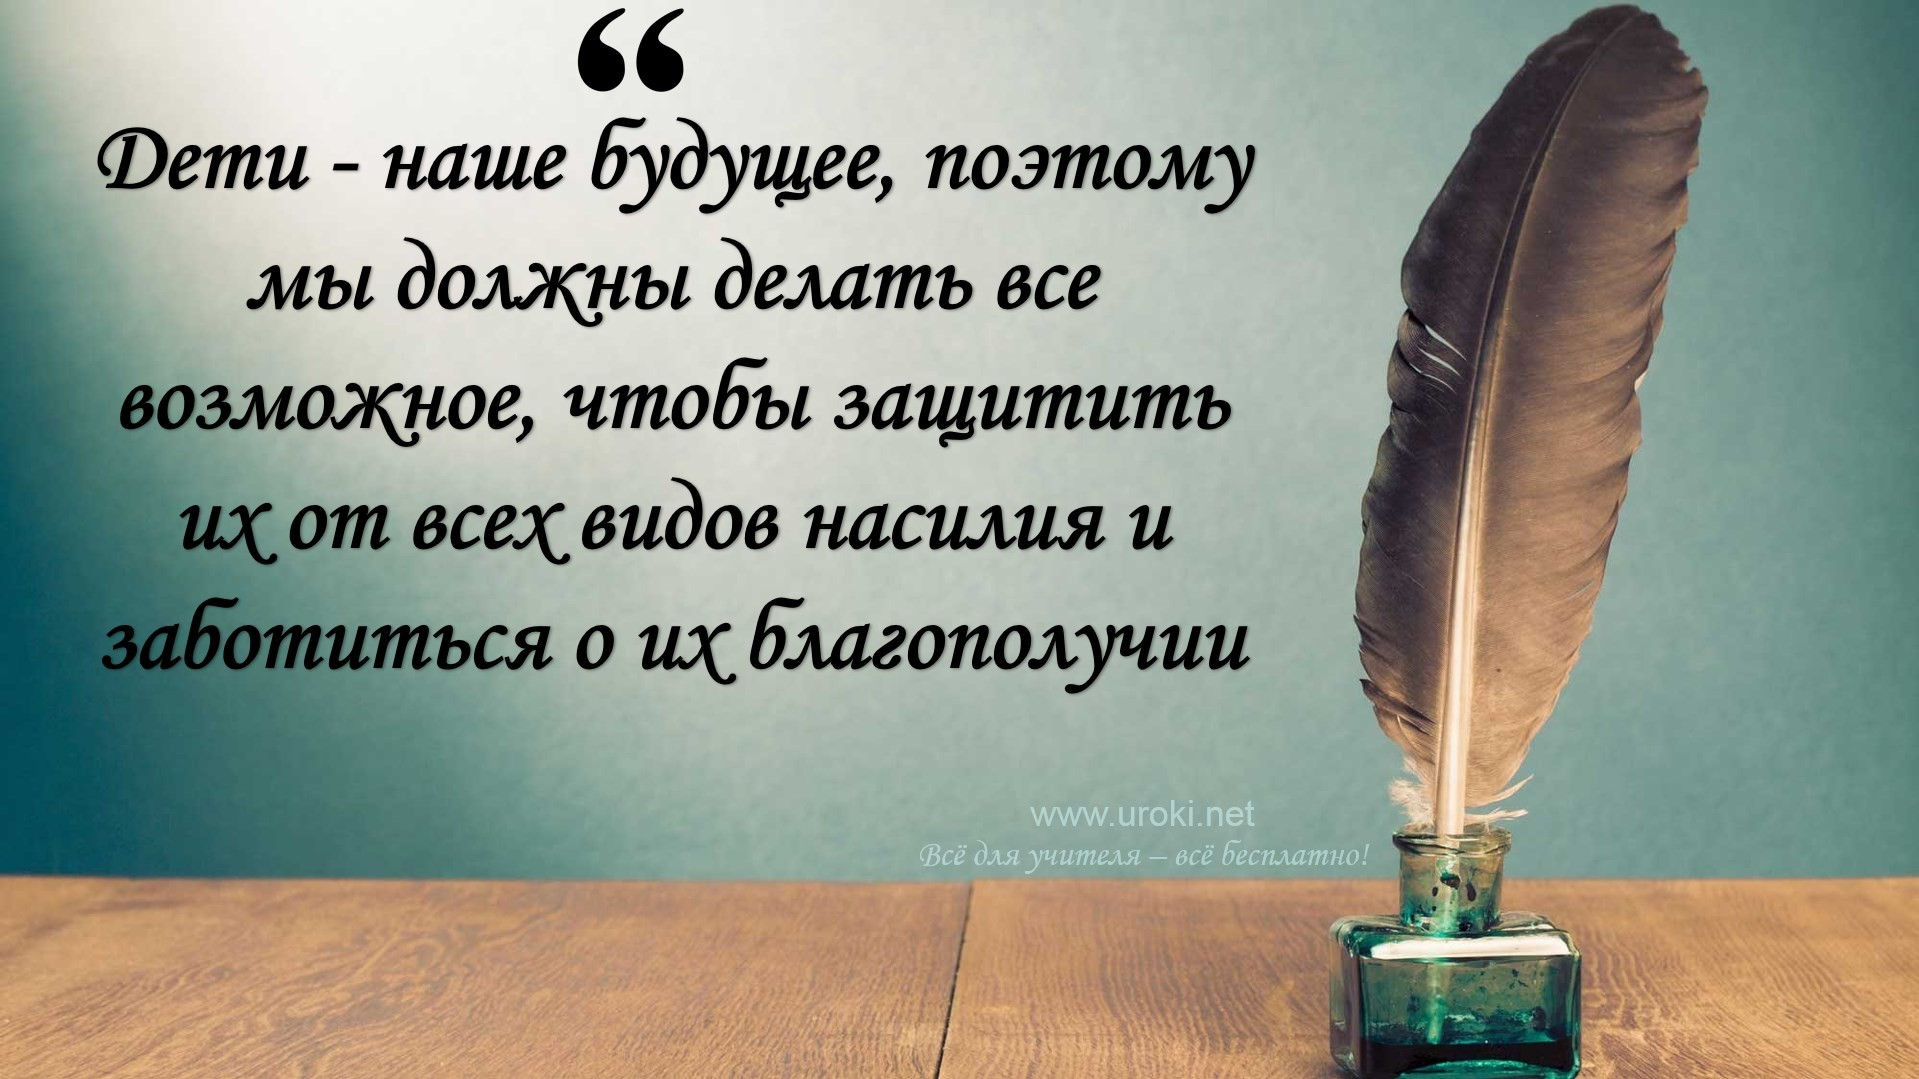 “
Дети - наше будущее, поэтому
мы должны делать все
возможное, чтобы защитить
их от всех видов насилия и
заботиться о их благополучии
www.uroki.net
Всё для учителя – всё бесплатно!